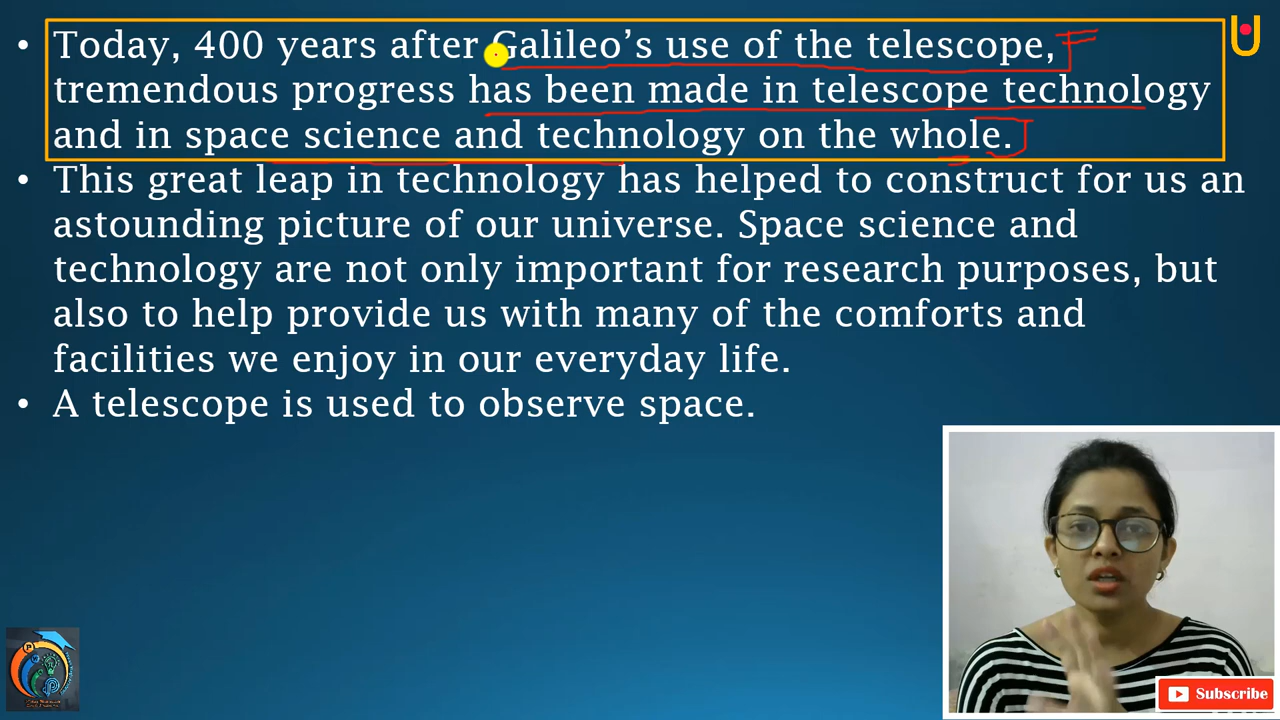 • Today, 400 years after Galileo’s use of the telescope,
tremendous progress has been made in telescope technology
and in space science and technology on the whole.
• This great leap in technology has helped to construct for us an
astounding picture of our universe. Space science and
technology are not only important for research purposes, but
also to help provide us with many of the comforts and
facilities we enjoy in our everyday life.
• A telescope is used to observe space.
Subscribe